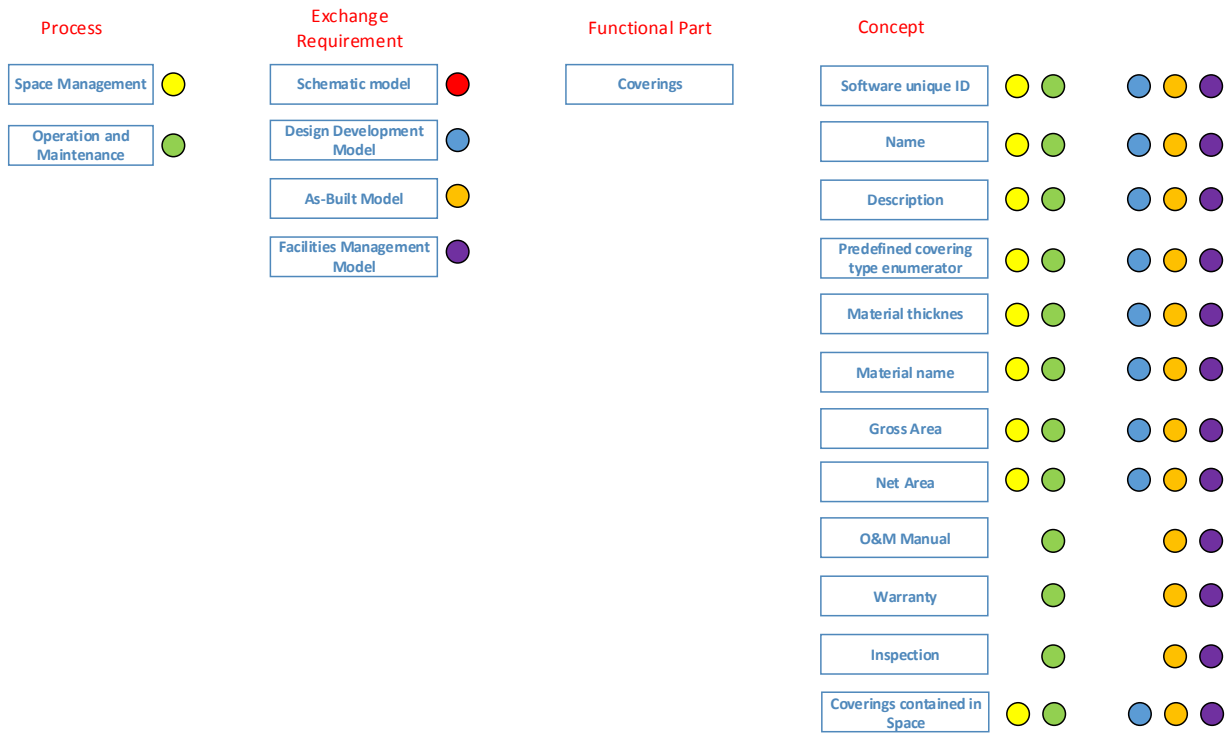 Process
Exchange
Requirement
Functional Part
Concept
Space Management
Operation and
Maintenance
Schematic model
Design Development
Model
As-Built Model
Facilities Management
Model
Coverings
Software unique ID
Name
Description
Predefined covering
type enumerator
Material thicknes
Material name
Gross Area
Net Area
O&M Manual
Warranty
Inspection
Coverings contained in
Space